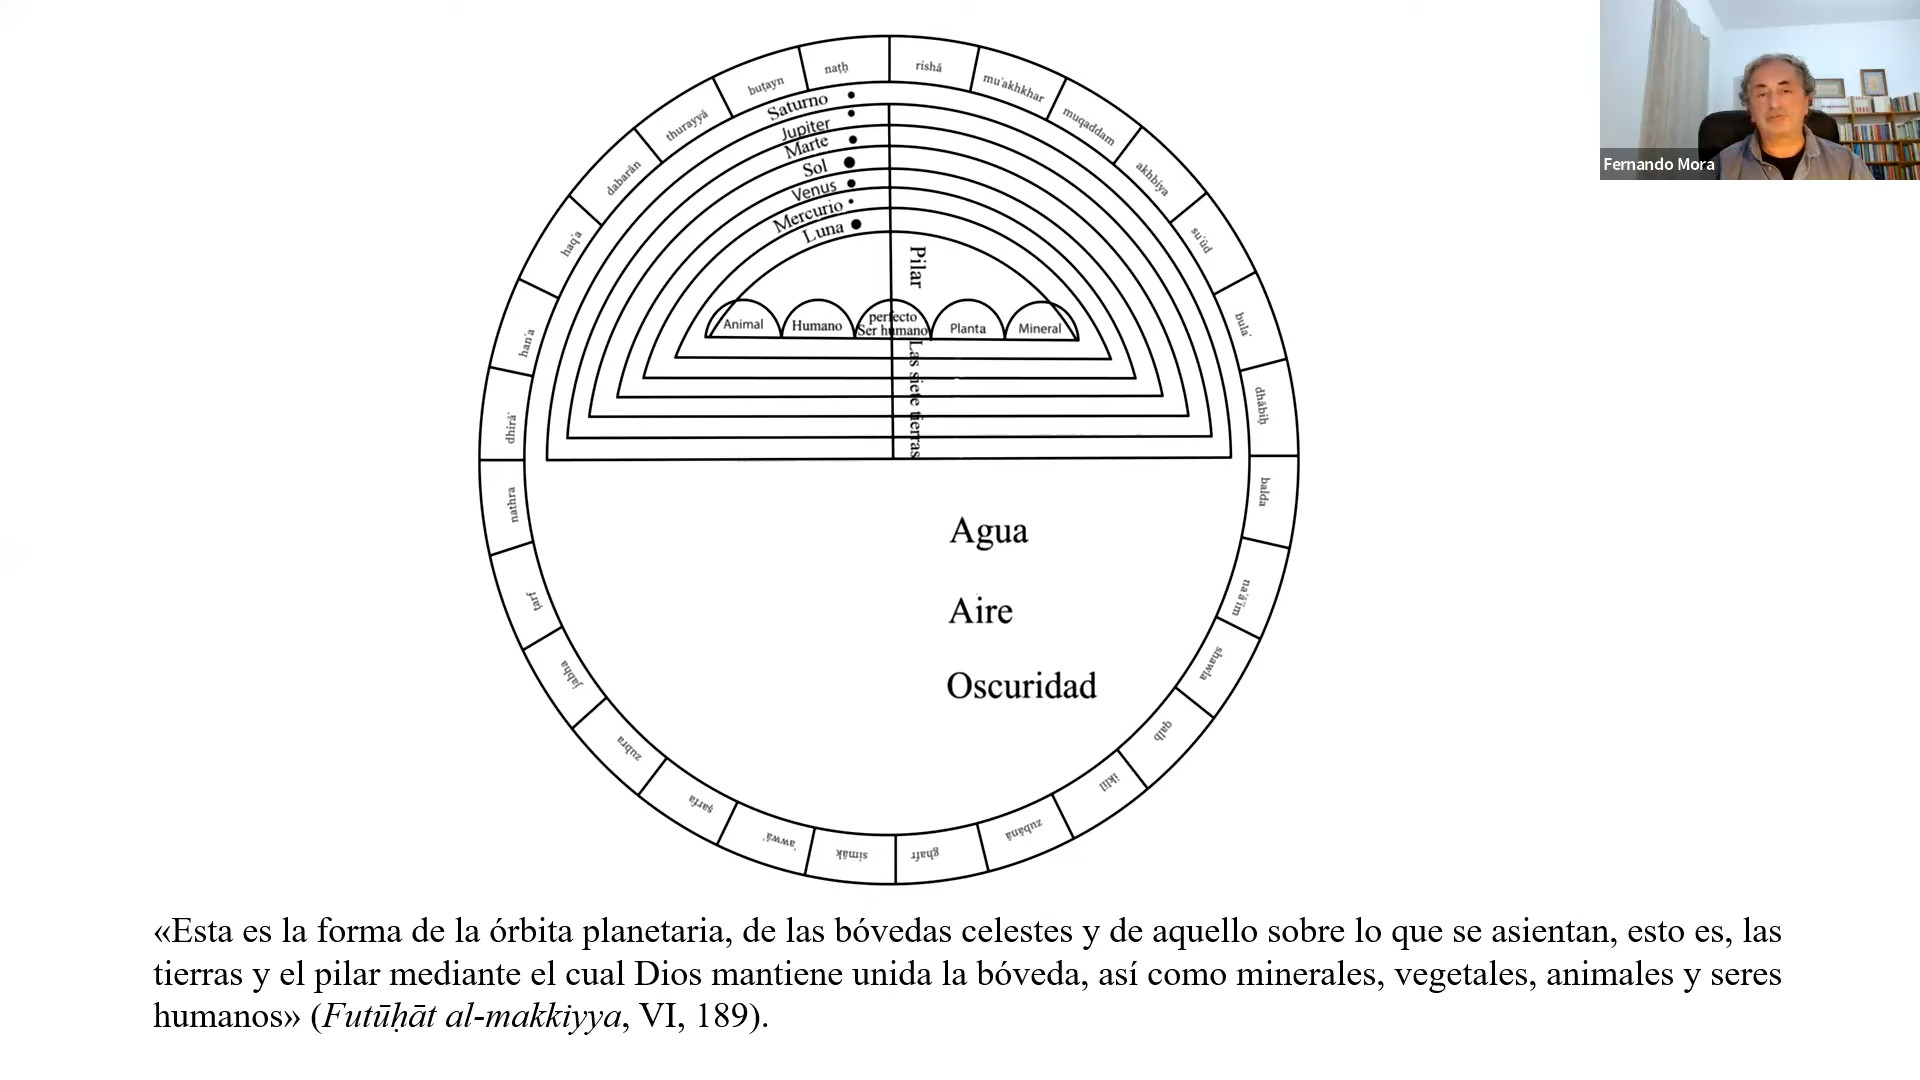 naṭḥ
rishā
mu'akhkhar
muqaddam
akhbiya
su'ūd
bula'
dhābiḥ
balda
na'ā'im
shawla
qalb
iklīl
zubānā
ghafr
simāk
'awwā'
ṣarfa
zubra
jabha
ṭarf
nathra
dhirā'
han'a
haq'a
dabarān
thurayyā
buṭayn
Saturno
Jupiter
Marte
Sol
Venus
Mercurio
Luna
Pilar
Animal
Humano
perfecto
Ser humano
Planta
Mineral
Las siete tierras
Agua
Aire
Oscuridad
Fernando Mora
«Esta es la forma de la órbita planetaria, de las bóvedas celestes y de aquello sobre lo que se asientan, esto es, las
tierras y el pilar mediante el cual Dios mantiene unida la bóveda, así como minerales, vegetales, animales y seres
humanos» (Futūḥāt al-makkiyya, VI, 189).